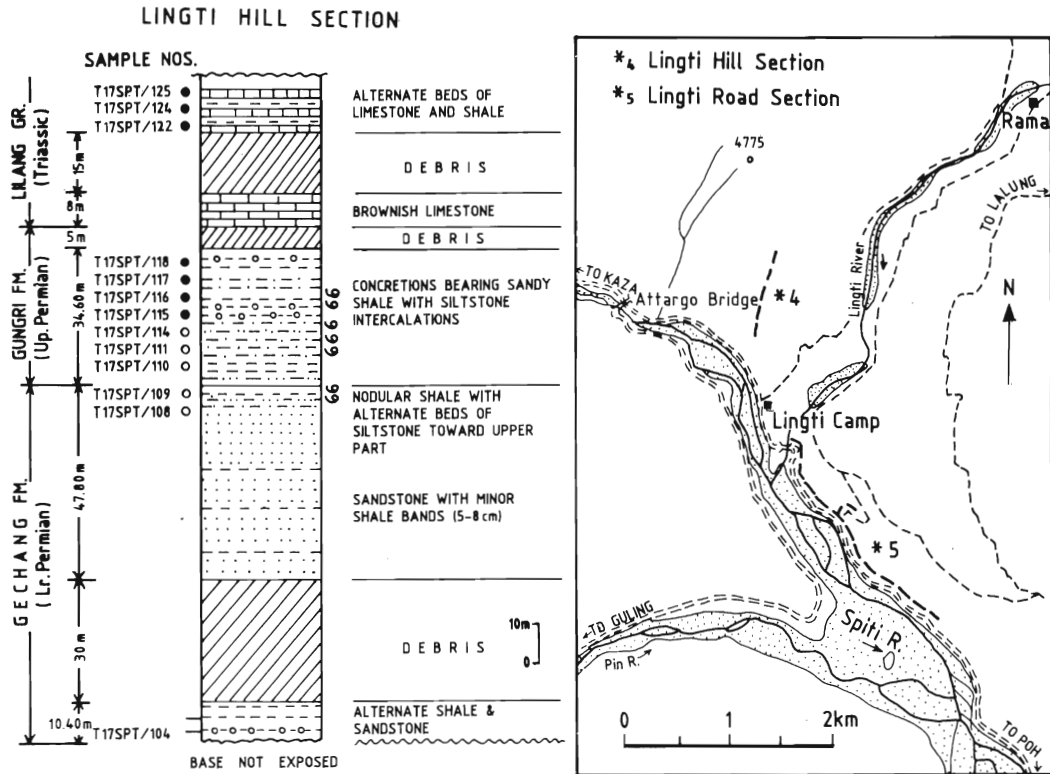 LINGTI HILL SECTION
SAMPLE NOS.
LILANG GR.
(Triassic)
15m
8m
5m
GUNGRI FM.
(Up. Permian)
34.60m
GECHANG FM.
(Lr. Permian)
47.80m
30m
10.40m
T17SPT/125
T17SPT/124
T17SPT/122
T17SPT/118
T17SPT/117
T17SPT/116
T17SPT/115
T17SPT/114
T17SPT/111
T17SPT/110
T17SPT/109
T17SPT/108
T17SPT/104
BASE NOT EXPOSED
ALTERNATE BEDS OF
LIMESTONE AND SHALE
DEBRIS
BROWNISH LIMESTONE
DEBRIS
CONCRETIONS BEARING SANDY
SHALE WITH SILTSTONE
INTERCALATIONS
NODULAR SHALE WITH
ALTERNATE BEDS OF
SILTSTONE TOWARD UPPER
PART
SANDSTONE WITH MINOR
SHALE BANDS (5-8cm)
10m
0
DEBRIS
ALTERNATE SHALE &
SANDSTONE
*4 Lingti Hill Section
*5 Lingti Road Section
4775
Rama
TO LALUNG
Lingti River
N
TO KAZA
Attargo Bridge
*4
Lingti Camp
*5
TO GULING
Pin R.
Spiti R.
TO POH
0 1 2km